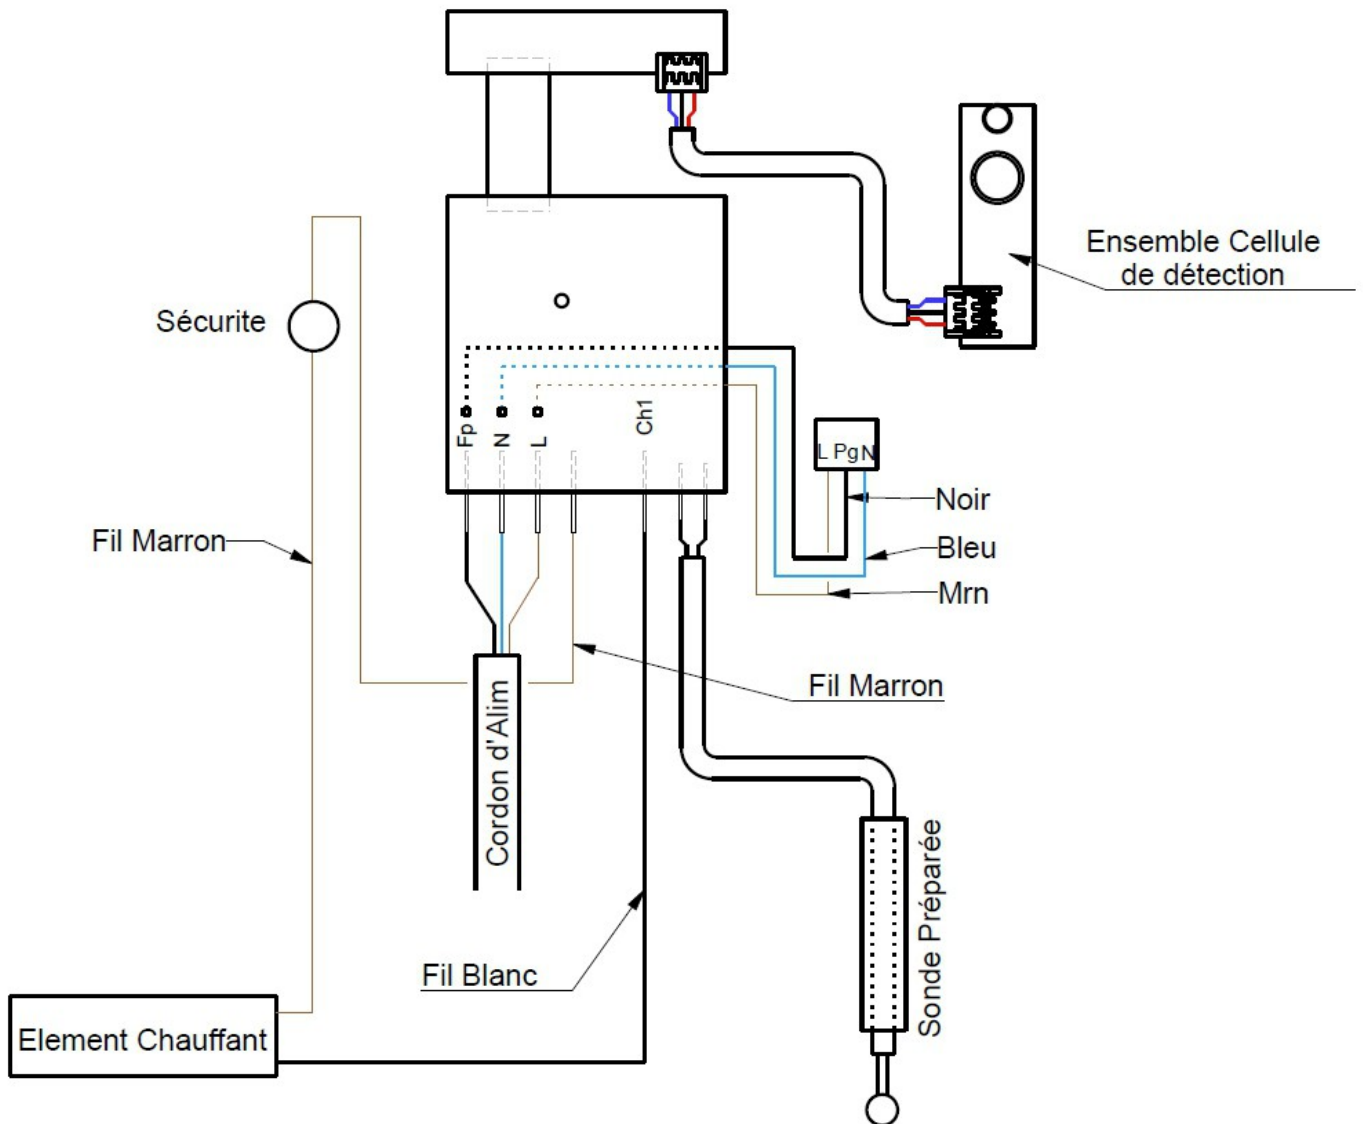 Ensemble Cellule
de détection
Sécurite
Fp
N
L
Ch1
L Pg N
Noir
Bleu
Mrn
Fil Marron
Fil Marron
Cordon d'Alim
Fil Blanc
Sonde Préparée
Element Chauffant